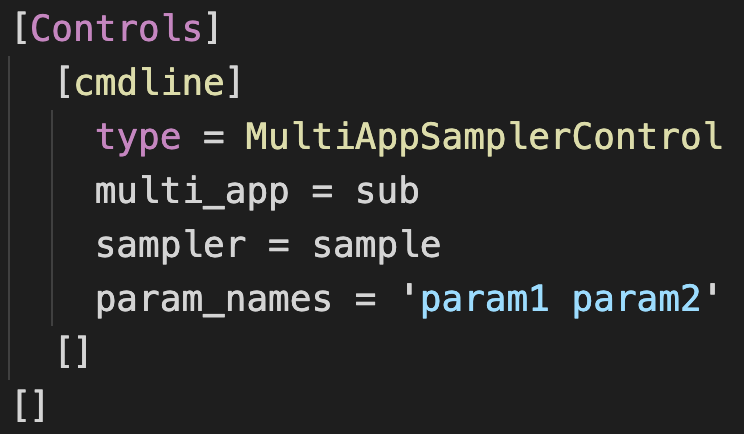 [Controls]
  [cmdline]
    type = MultiAppSamplerControl
    multi_app = sub
    sampler = sample
    param_names = 'param1 param2'
  []
[]